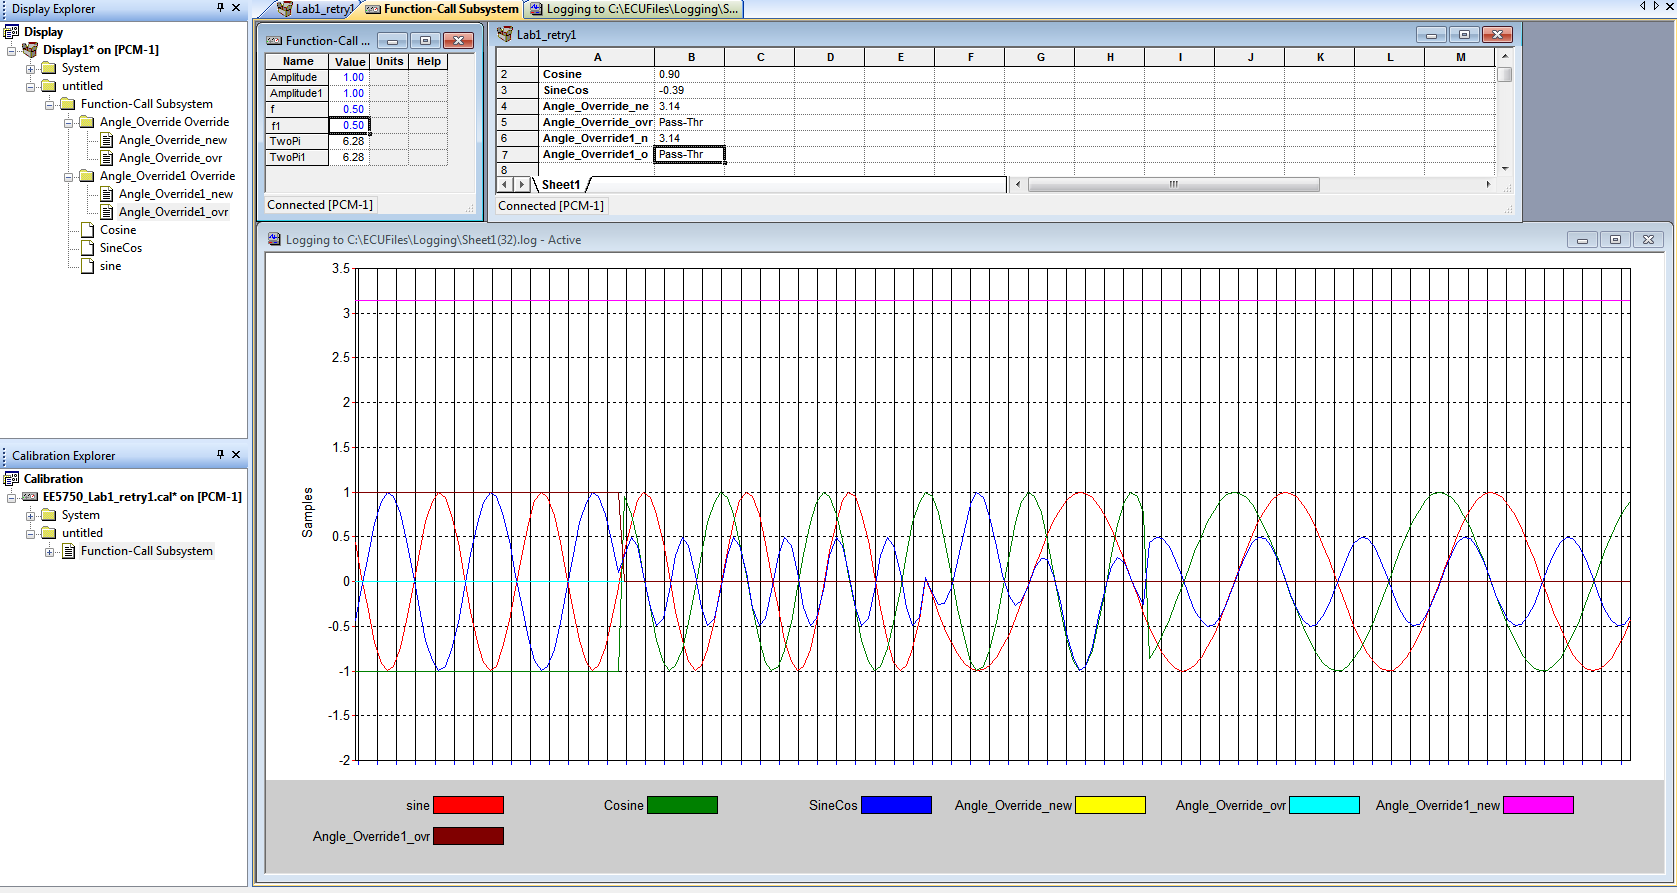 Display Explorer
Display
Display1* on [PCM-1]
System
untitled
Function-Call Subsystem
Angle_Override Override
Angle_Override_new
Angle_Override_ovr
Angle_Override1 Override
Angle_Override1_new
Angle_Override1_ovr
Cosine
SineCos
sine
Calibration Explorer
Calibration
EE5750_Lab1_retry1.cal* on [PCM-1]
System
untitled
Function-Call Subsystem
Lab1_retry1 Function-Call Subsystem Logging to C:\ECUFiles\Logging\S...
Function-Call ...
Name Value Units Help
Amplitude 1.00
Amplitude1 1.00
f 0.50
f1 0.50
TwoPi 6.28
TwoPi1 6.28
Connected [PCM-1]
Lab1_retry1
A B C D E F G H I J K L M
2 Cosine 0.90
3 SineCos -0.39
4 Angle_Override_ne 3.14
5 Angle_Override_ovr Pass-Thr
6 Angle_Override1_n 3.14
7 Angle_Override1_o Pass-Thr
8
Sheet1
Connected [PCM-1]
Logging to C:\ECUFiles\Logging\Sheet1(32).log - Active
3.5
3
2.5
2
1.5
1
0.5
0
-0.5
-1
-1.5
-2
Samples
sine Cosine SineCos Angle_Override_new Angle_Override_ovr Angle_Override1_new
Angle_Override1_ovr